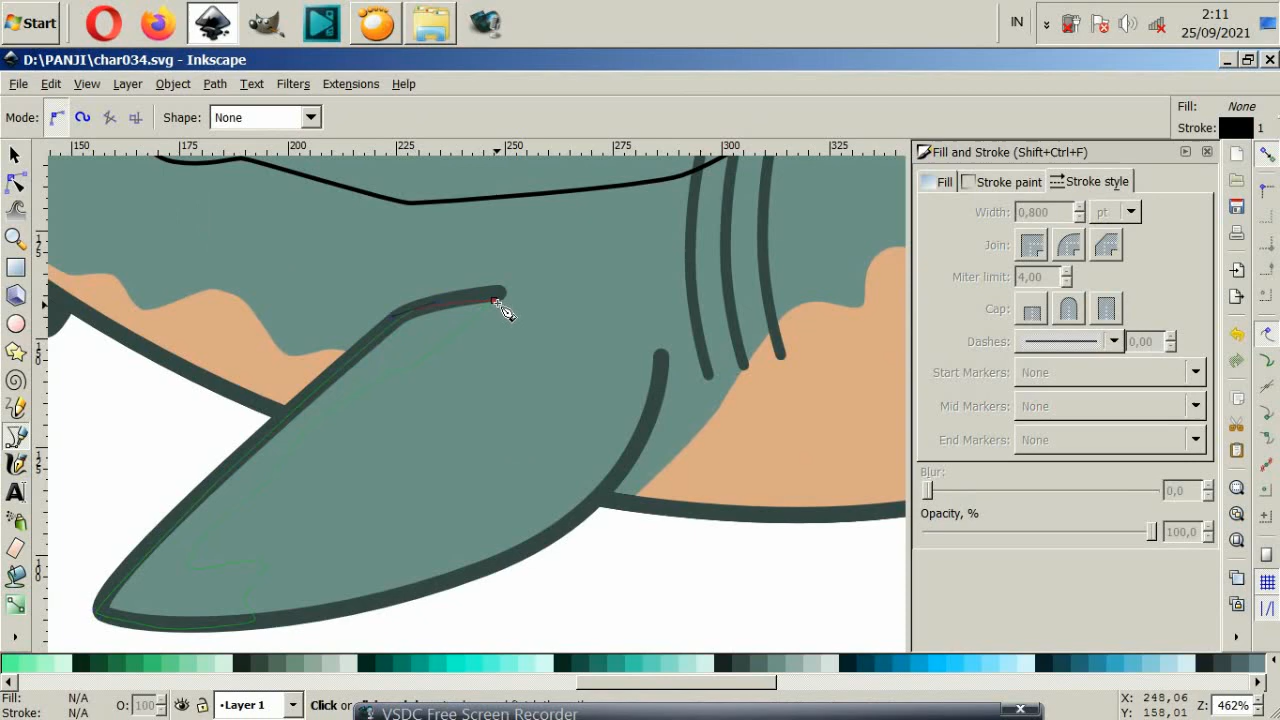 Start
IN
2:11
25/09/2021
D:\PANJI\char034.svg - Inkscape
File Edit View Layer Object Path Text Filters Extensions Help
Mode: Shape: None
Fill: None
Stroke: 1
150 175 200 225 250 275 300 325
Fill and Stroke (Shift+Ctrl+F)
Fill Stroke paint Stroke style
Width: 0,800 pt
Join:
Miter limit: 4,00
Cap:
Dashes: 0,00
Start Markers: None
Mid Markers: None
End Markers: None
Blur:
0,0
Opacity, %
100,0
Fill: N/A
Stroke: N/A
O: 100
Layer 1
Click or
X: 248,06
Y: 158,01
Z: 462%
VSDC Free Screen Recorder